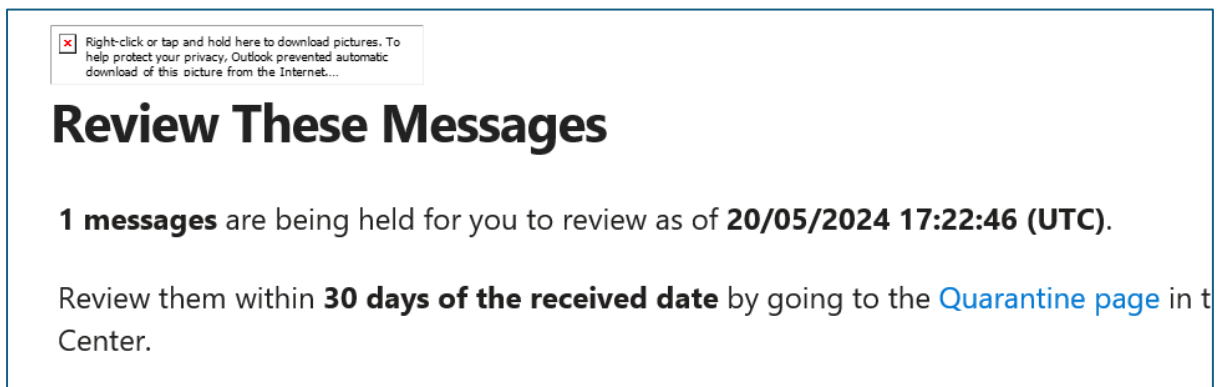 Right-click or tap and hold here to download pictures. To
help protect your privacy, Outlook prevented automatic
download of this picture from the Internet....
Review These Messages
1 messages are being held for you to review as of 20/05/2024 17:22:46 (UTC).
Review them within 30 days of the received date by going to the Quarantine page in
Center.